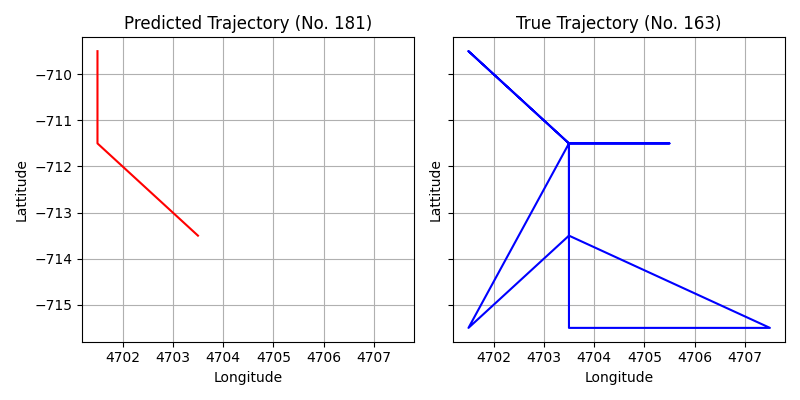 Predicted Trajectory (No. 181)
True Trajectory (No. 163)
Lattitude
−710
−711
−712
−713
−714
−715
4702 4703 4704 4705 4706 4707
Longitude
Lattitude
4702 4703 4704 4705 4706 4707
Longitude